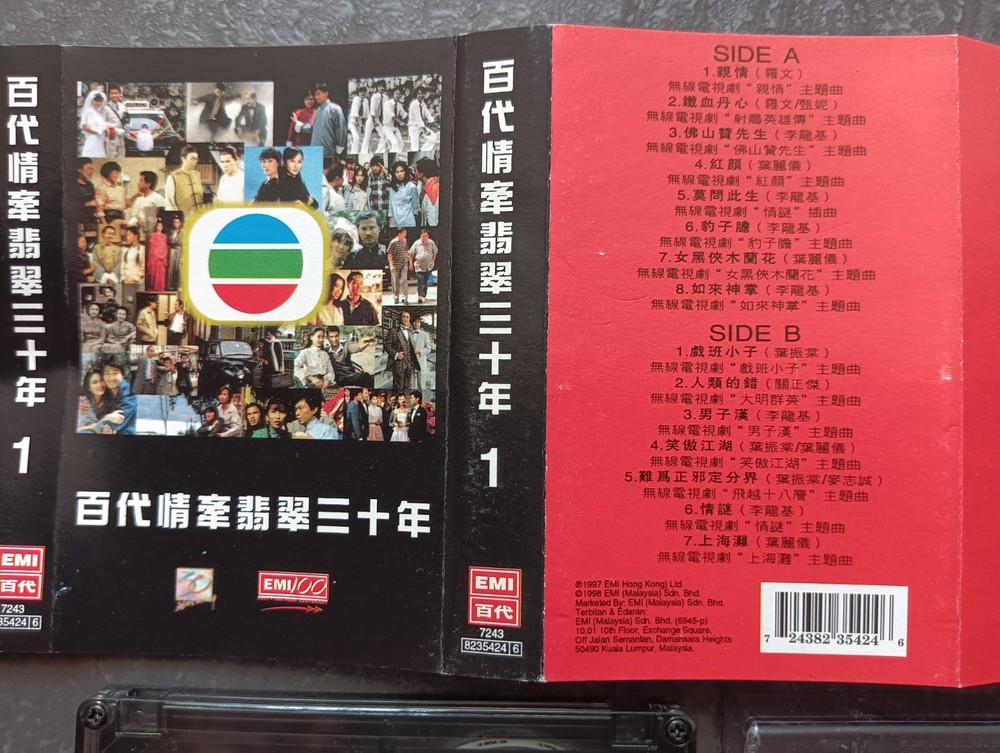 百代情牽翡翠三十年 1
EMI
百代
7243
35424 6
百代情牽翡翠三十年
EMI/100
百代情牽翡翠三十年 1
EMI
百代
7243
8235424 6
SIDE A
1.親情(羅文)
無線電視劇“親情”主題曲
2.鐵血丹心(羅文/甄妮)
無線電視劇“射鵰英雄傳”主題曲
3.佛山贊先生(李龍基)
無線電視劇“佛山贊先生”主題曲
4.紅顏(葉麗儀)
無線電視劇“紅顏”主題曲
5.莫問此生(李龍基)
無線電視劇“情謎”插曲
6.豹子膽(李龍基)
無線電視劇“豹子膽”主題曲
7.女黑俠木蘭花(葉麗儀)
無線電視劇“女黑俠木蘭花”主題曲
8.如來神掌(李龍基)
無線電視劇“如來神掌”主題曲
SIDE B
1.戲班小子(葉振棠)
無線電視劇“戲班小子”主題曲
2.人類的錯(關正傑)
無線電視劇“大明群英”主題曲
3.男子漢(李龍基)
無線電視劇“男子漢”主題曲
4.笑傲江湖(葉振棠/葉麗儀)
無線電視劇“笑傲江湖”主題曲
5.難爲正邪定分界(葉振棠/麥志誠)
無線電視劇“飛越十八層”主題曲
6.情謎(李龍基)
無線電視劇“情謎”主題曲
7.上海灘(葉麗儀)
無線電視劇“上海灘”主題曲
℗1997 EMI Hong Kong) Ltd.
©1998 EMI (Malaysia) Sdn. Bhd.
Marketed By: EMI (Malaysia) Sdn. Bhd.
Terbitan & Edaran:
EMI (Malaysia) Sdn. Bhd. (6945-p)
10.01 10th Floor, Exchange Square,
Off Jalan Semantan, Damansara Heights
50490 Kuala Lumpur, Malaysia.
7 24382 35424 6